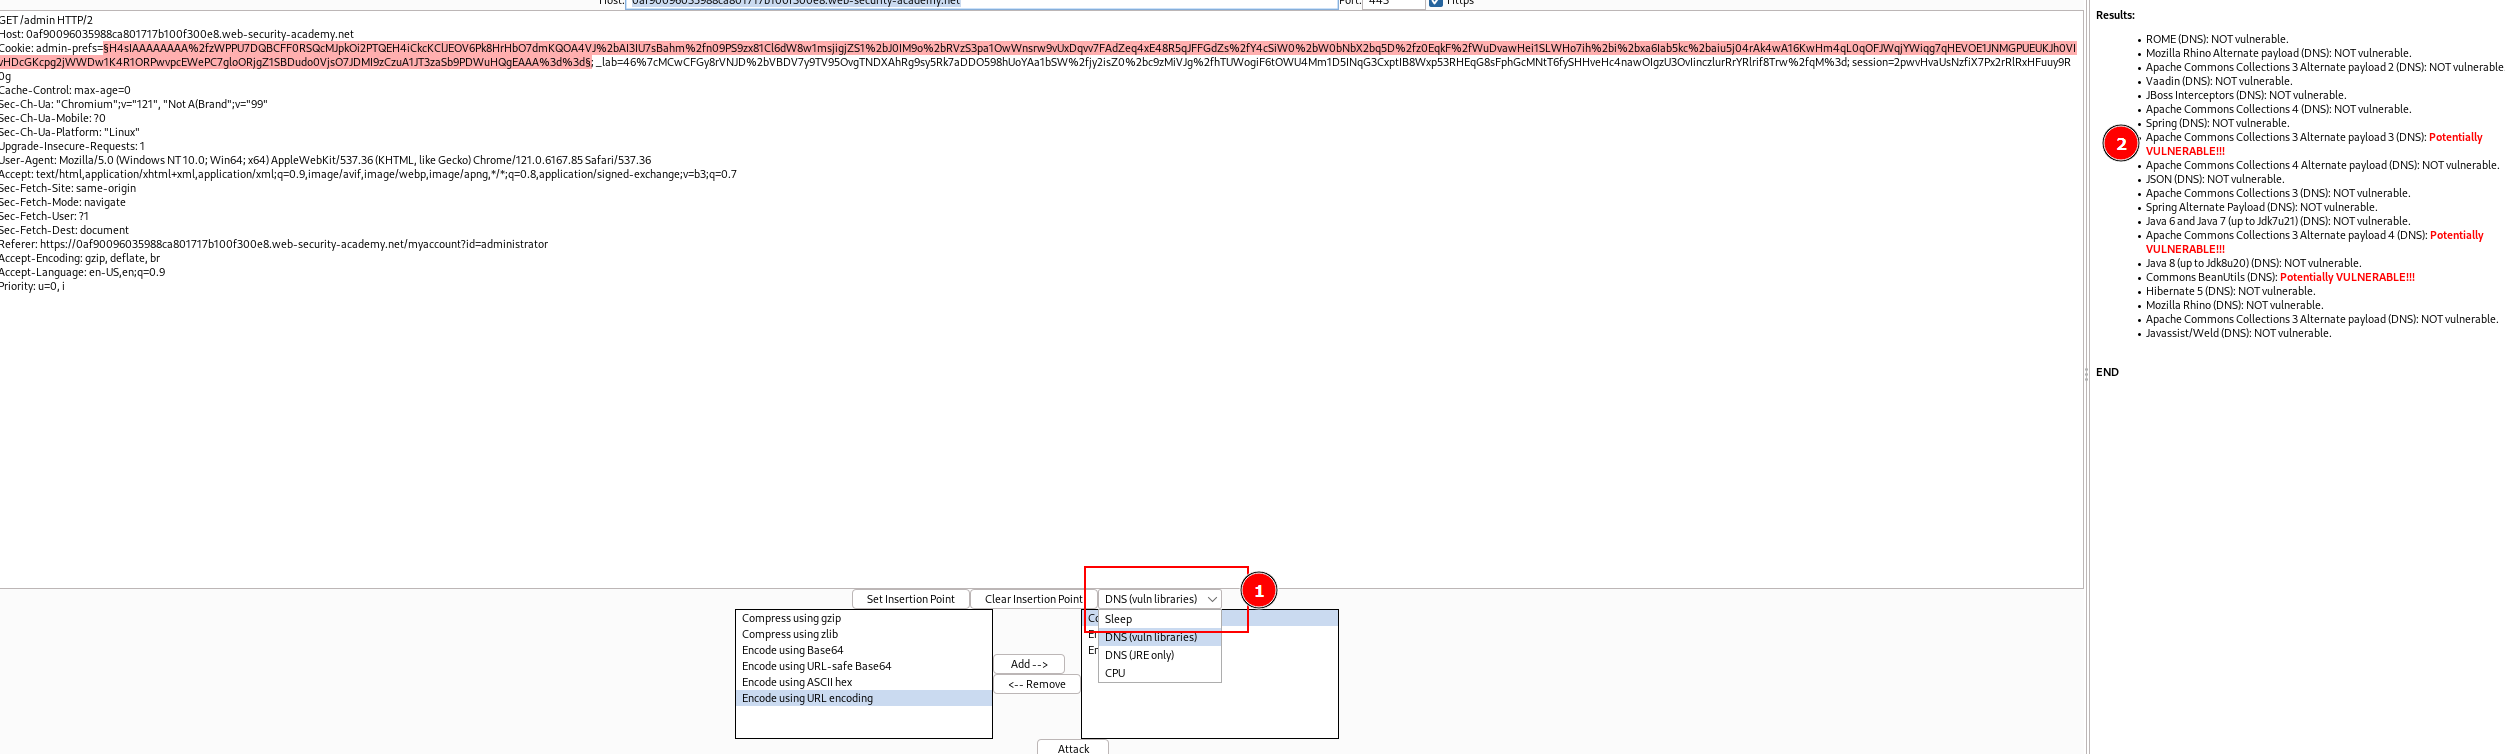 Host: 0af90096035988ca801717b100f300e8.web-security-academy.net Port: 443 Https
GET /admin HTTP/2
Host: 0af90096035988ca801717b100f300e8.web-security-academy.net
Cookie: admin-prefs=§H4sIAAAAAAAA%2fzWPPU7DQBCFF0RSQcMJpkOi2PTQEH4iCkcKClJEOV6Pk8HrHbO7dmKQOA4VJ%2bAI3IU7sBahm%2fn09PS9zx81Cl6dW8w1msjigjZS1%2bJ0IM9o%2bRVzS3pa1OwWnsrw9vUxDqvv7FAdZeq4xE48R5qJFFGdZs%2fY4cSiW0%2bW0bNbX2bq5D%2fz0EqkF%2fWuDvawHei1SLWHo7ih%2bi%2bxa6Iab5kc%2baiu5j04rAk4wA16KwHm4qL0qOFJWqjYWiqg7qHEVOE1JNMGPUEUKJh0VI
vHDcGKcpg2jWWDw1K4R1ORPwvpcEWePC7gloORjgZ1SBDudo0VjsO7JDMI9zCzuA1JT3zaSb9PDWuHQgEAAA%3d%3d§; _lab=46%7cMCwCFGy8rVNJD%2bVBDV7y9TV95OvgTNDXAhRg9sy5Rk7aDDO598hUoYAa1bSW%2fjy2isZ0%2bc9zMiVJg%2fhTUWogiF6tOWU4Mm1D5INqG3CxptIB8Wxp53RHEqG8sFphGcMNtT6fySHHveHc4nawOIgzU3OvIinczlurRrYRlrif8Trw%2fqM%3d; session=2pwvHvaUsNzfiX7Px2rRlRxHFuuy9R
0g
Cache-Control: max-age=0
Sec-Ch-Ua: "Chromium";v="121", "Not A(Brand";v="99"
Sec-Ch-Ua-Mobile: ?0
Sec-Ch-Ua-Platform: "Linux"
Upgrade-Insecure-Requests: 1
User-Agent: Mozilla/5.0 (Windows NT 10.0; Win64; x64) AppleWebKit/537.36 (KHTML, like Gecko) Chrome/121.0.6167.85 Safari/537.36
Accept: text/html,application/xhtml+xml,application/xml;q=0.9,image/avif,image/webp,image/apng,*/*;q=0.8,application/signed-exchange;v=b3;q=0.7
Sec-Fetch-Site: same-origin
Sec-Fetch-Mode: navigate
Sec-Fetch-User: ?1
Sec-Fetch-Dest: document
Referer: https://0af90096035988ca801717b100f300e8.web-security-academy.net/myaccount?id=administrator
Accept-Encoding: gzip, deflate, br
Accept-Language: en-US,en;q=0.9
Priority: u=0, i
Set Insertion Point
Clear Insertion Point
DNS (vuln libraries)
1
Compress using gzip
Compress using zlib
Encode using Base64
Encode using URL-safe Base64
Encode using ASCII hex
Encode using URL encoding
Add -->
<-- Remove
Sleep
DNS (vuln libraries)
DNS (JRE only)
CPU
Attack
Results:
• ROME (DNS): NOT vulnerable.
• Mozilla Rhino Alternate payload (DNS): NOT vulnerable.
• Apache Commons Collections 3 Alternate payload 2 (DNS): NOT vulnerable
• Vaadin (DNS): NOT vulnerable.
• JBoss Interceptors (DNS): NOT vulnerable.
• Apache Commons Collections 4 (DNS): NOT vulnerable.
• Spring (DNS): NOT vulnerable.
2
• Apache Commons Collections 3 Alternate payload 3 (DNS): Potentially
VULNERABLE!!!
• Apache Commons Collections 4 Alternate payload (DNS): NOT vulnerable.
• JSON (DNS): NOT vulnerable.
• Apache Commons Collections 3 (DNS): NOT vulnerable.
• Spring Alternate Payload (DNS): NOT vulnerable.
• Java 6 and Java 7 (up to Jdk7u21) (DNS): NOT vulnerable.
• Apache Commons Collections 3 Alternate payload 4 (DNS): Potentially
VULNERABLE!!!
• Java 8 (up to Jdk8u20) (DNS): NOT vulnerable.
• Commons BeanUtils (DNS): Potentially VULNERABLE!!!
• Hibernate 5 (DNS): NOT vulnerable.
• Mozilla Rhino (DNS): NOT vulnerable.
• Apache Commons Collections 3 Alternate payload (DNS): NOT vulnerable.
• Javassist/Weld (DNS): NOT vulnerable.
END